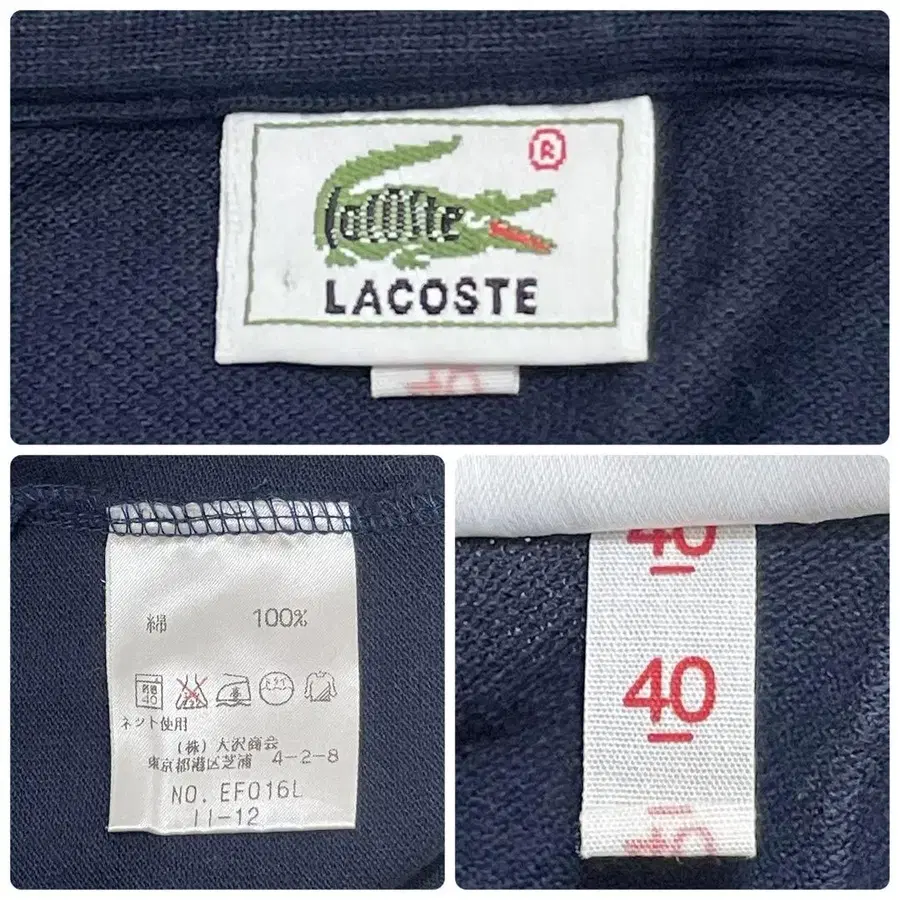 ®
lacoste
LACOSTE
40
綿 100%
40
ネット使用
(株)大沢商会
東京都港区芝浦 4-2-8
NO. EF016L
11-12
40
40